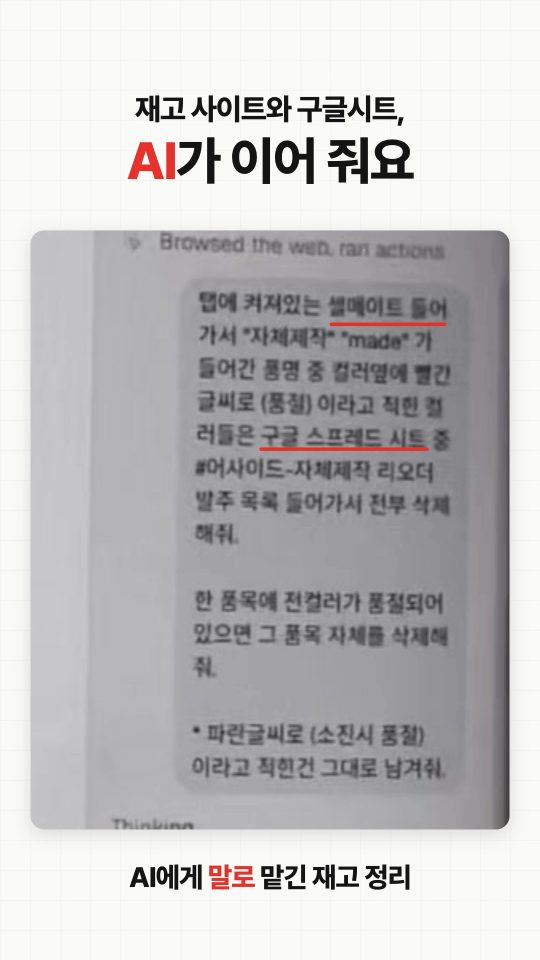 재고 사이트와 구글시트,
AI가 이어 줘요
Browsed the web, ran actions
탭에 켜져있는 셀메이트 들어
가서 "자체제작" "made" 가
들어간 품명 중 컬러옆에 빨간
글씨로 (품절) 이라고 적힌 컬
러들은 구글 스프레드 시트 중
#어사이드-자체제작 리오더
발주 목록 들어가서 전부 삭제
해줘.
한 품목에 전컬러가 품절되어
있으면 그 품목 자체를 삭제해
줘.
* 파란글씨로 (소진시 품절)
이라고 적힌건 그대로 남겨줘.
Thinking
AI에게 말로 맡긴 재고 정리